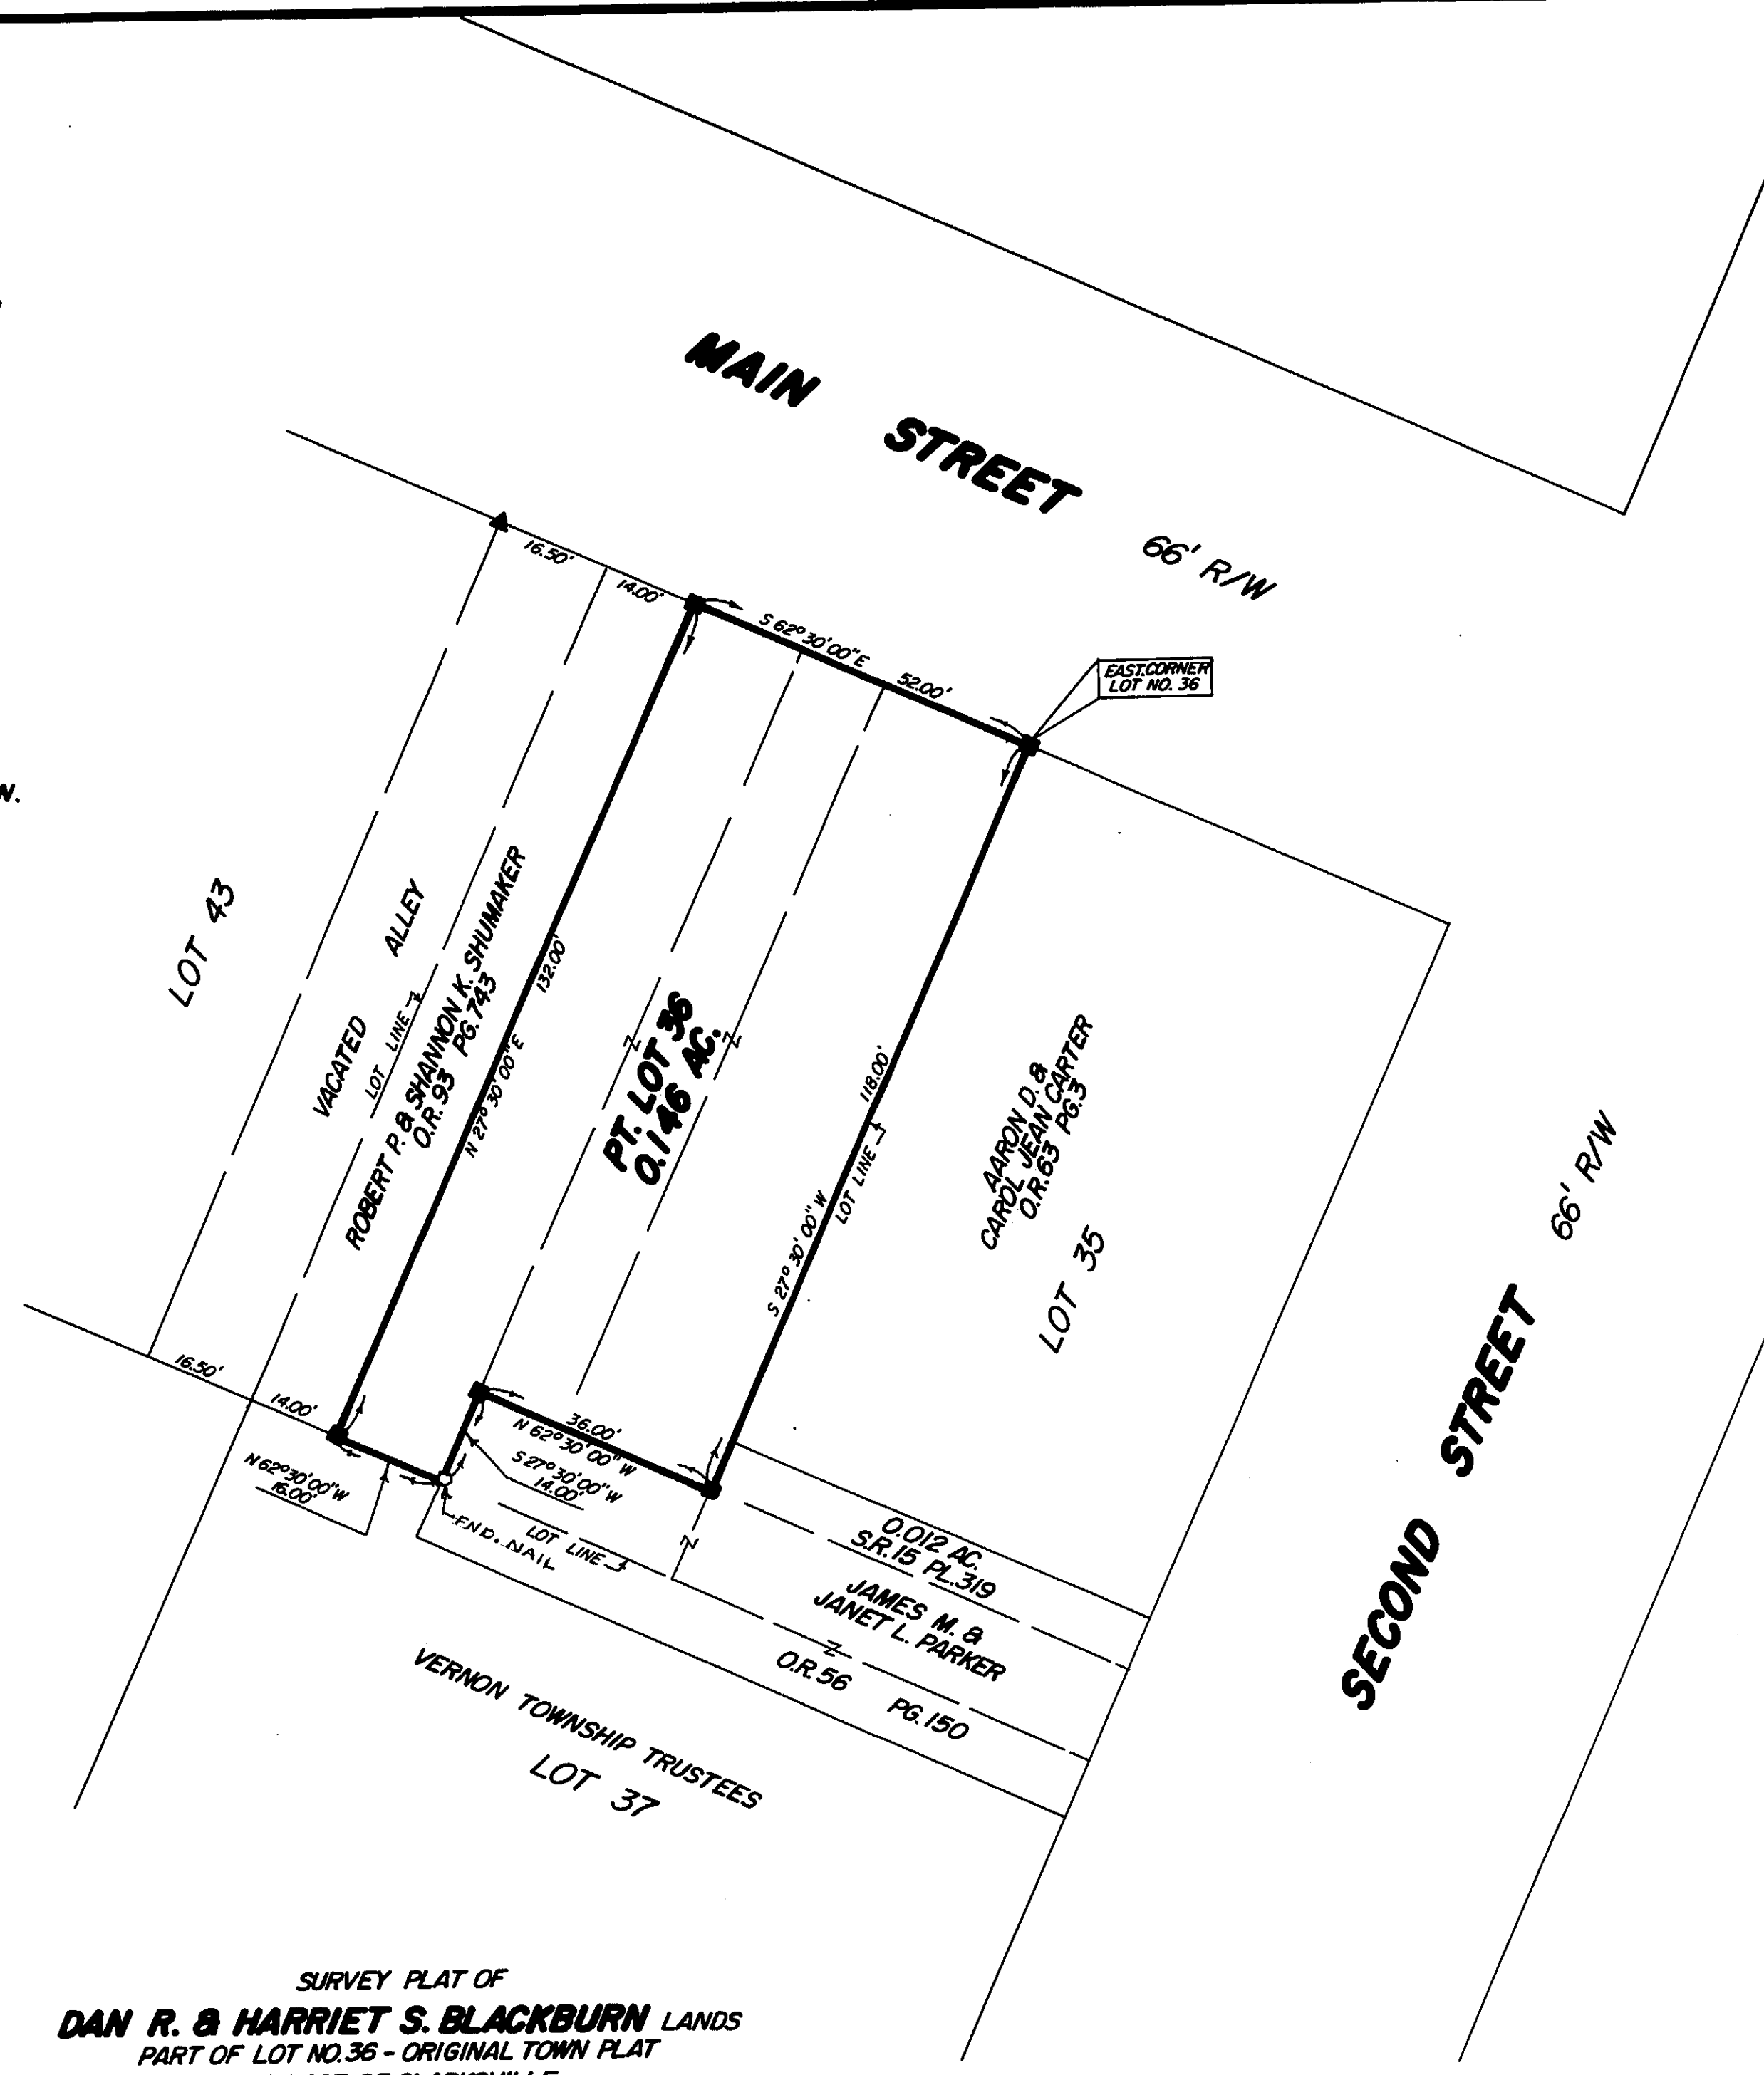 MAIN STREET 66' R/W
16.50'
14.00'
S 62°30'00"E
52.00'
EAST. CORNER
LOT NO. 36
W.
LOT 43
VACATED ALLEY
LOT LINE
ROBERT P. & SHANNON K. SHUMAKER
O.R. 93 PG. 743
132.00'
N 27°30'00"E
PT. LOT 36
0.146 AC.
118.00'
S 27°30'00"W
LOT LINE
AARON D. &
CAROL JEAN CARTER
O.R. 63 PG. 3
LOT 35
SECOND STREET 66' R/W
16.50'
14.00'
N 62°30'00"W
16.00'
36.00'
N 62°30'00"W
S 27°30'00"W
14.00'
FND. NAIL
LOT LINE
0.012 AC.
S.R. 15 PL. 319
JAMES M. &
JANET L. PARKER
O.R. 56 PG. 150
VERNON TOWNSHIP TRUSTEES
LOT 37
SURVEY PLAT OF
DAN R. & HARRIET S. BLACKBURN LANDS
PART OF LOT NO. 36 - ORIGINAL TOWN PLAT